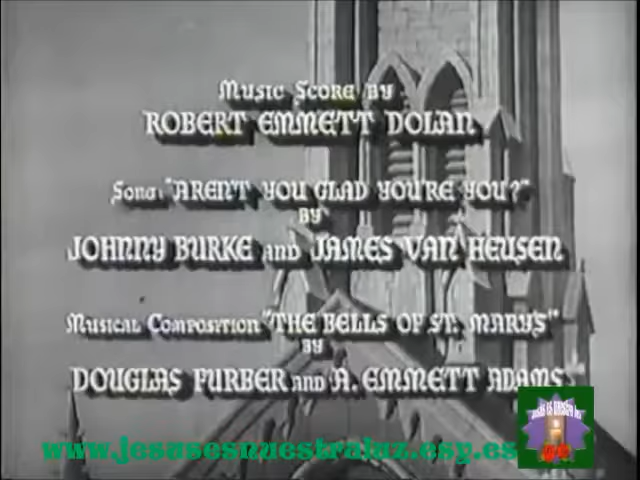 Music Score by
ROBERT EMMETT DOLAN
Song: "AREN'T YOU GLAD YOU'RE YOU?"
BY
JOHNNY BURKE AND JAMES VAN HEUSEN
Musical Composition "THE BELLS OF ST. MARY'S"
BY
DOUGLAS FURBER AND A. EMMETT ADAMS
www.jesusesnuestraluz.esy.es